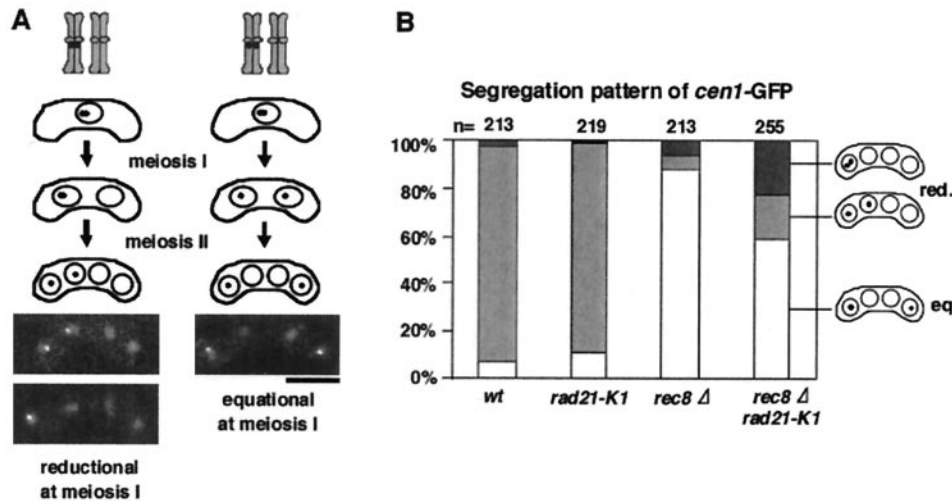 A
meiosis I
meiosis II
equational
at meiosis I
reductional
at meiosis I
B
Segregation pattern of cen1-GFP
n= 213 219 213 255
100%
80%
60%
40%
20%
0%
wt rad21-K1 rec8 Δ rec8 Δ
rad21-K1
red.
eq